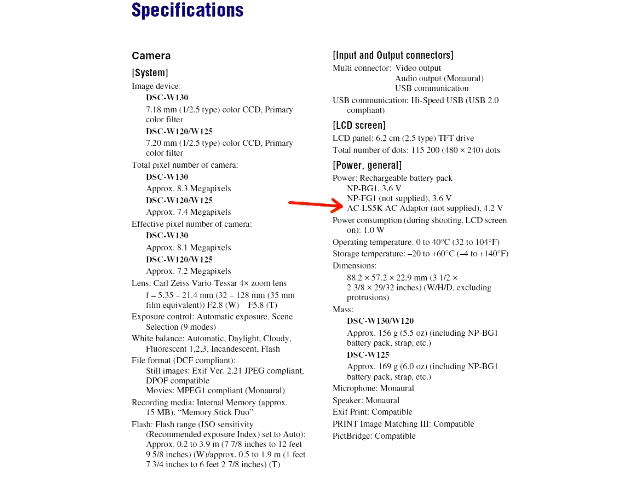 Specifications
Camera
[System]
Image device:
DSC-W130
7.18 mm (1/2.5 type) color CCD, Primary
color filter
DSC-W120/W125
7.20 mm (1/2.5 type) color CCD, Primary
color filter
Total pixel number of camera:
DSC-W130
Approx. 8.3 Megapixels
DSC-W120/W125
Approx. 7.4 Megapixels
Effective pixel number of camera:
DSC-W130
Approx. 8.1 Megapixels
DSC-W120/W125
Approx. 7.2 Megapixels
Lens: Carl Zeiss Vario-Tessar 4× zoom lens
f = 5.35 – 21.4 mm (32 – 128 mm (35 mm
film equivalent)) F2.8 (W) F5.8 (T)
Exposure control: Automatic exposure, Scene
Selection (9 modes)
White balance: Automatic, Daylight, Cloudy,
Fluorescent 1,2,3, Incandescent, Flash
File format (DCF compliant):
Still images: Exif Ver. 2.21 JPEG compliant,
DPOF compatible
Movies: MPEG1 compliant (Monaural)
Recording media: Internal Memory (approx.
15 MB), “Memory Stick Duo”
Flash: Flash range (ISO sensitivity
(Recommended exposure Index) set to Auto):
Approx. 0.2 to 3.9 m (7 7/8 inches to 12 feet
9 5/8 inches) (W)/approx. 0.5 to 1.9 m (1 feet
7 3/4 inches to 6 feet 2 7/8 inches) (T)
[Input and Output connectors]
Multi connector: Video output
Audio output (Monaural)
USB communication
USB communication: Hi-Speed USB (USB 2.0
compliant)
[LCD screen]
LCD panel: 6.2 cm (2.5 type) TFT drive
Total number of dots: 115 200 (480 × 240) dots
[Power, general]
Power: Rechargeable battery pack
NP-BG1, 3.6 V
NP-FG1 (not supplied), 3.6 V
AC-LS5K AC Adaptor (not supplied), 4.2 V
Power consumption (during shooting, LCD screen
on): 1.0 W
Operating temperature: 0 to 40°C (32 to 104°F)
Storage temperature: –20 to +60°C (–4 to +140°F)
Dimensions:
88.2 × 57.2 × 22.9 mm (3 1/2 ×
2 3/8 × 29/32 inches) (W/H/D, excluding
protrusions)
Mass:
DSC-W130/W120
Approx. 156 g (5.5 oz) (including NP-BG1
battery pack, strap, etc.)
DSC-W125
Approx. 169 g (6.0 oz) (including NP-BG1
battery pack, strap, etc.)
Microphone: Monaural
Speaker: Monaural
Exif Print: Compatible
PRINT Image Matching III: Compatible
PictBridge: Compatible